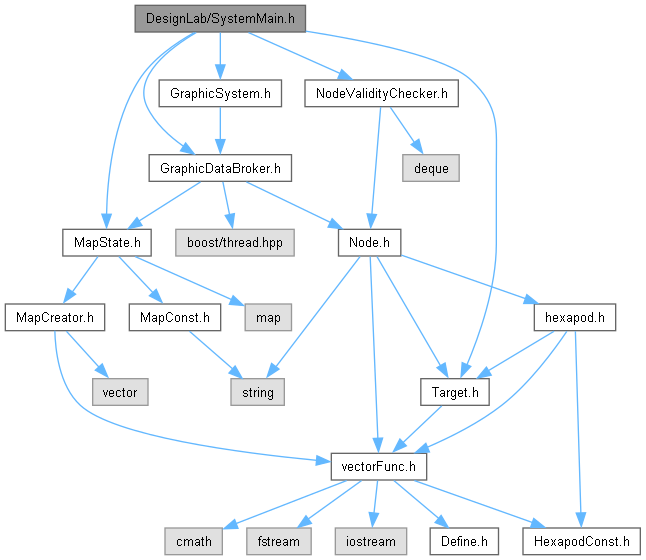 DesignLab/SystemMain.h
GraphicSystem.h
NodeValidityChecker.h
GraphicDataBroker.h
deque
MapState.h
boost/thread.hpp
Node.h
MapCreator.h
MapConst.h
map
hexapod.h
vector
string
Target.h
vectorFunc.h
cmath
fstream
iostream
Define.h
HexapodConst.h